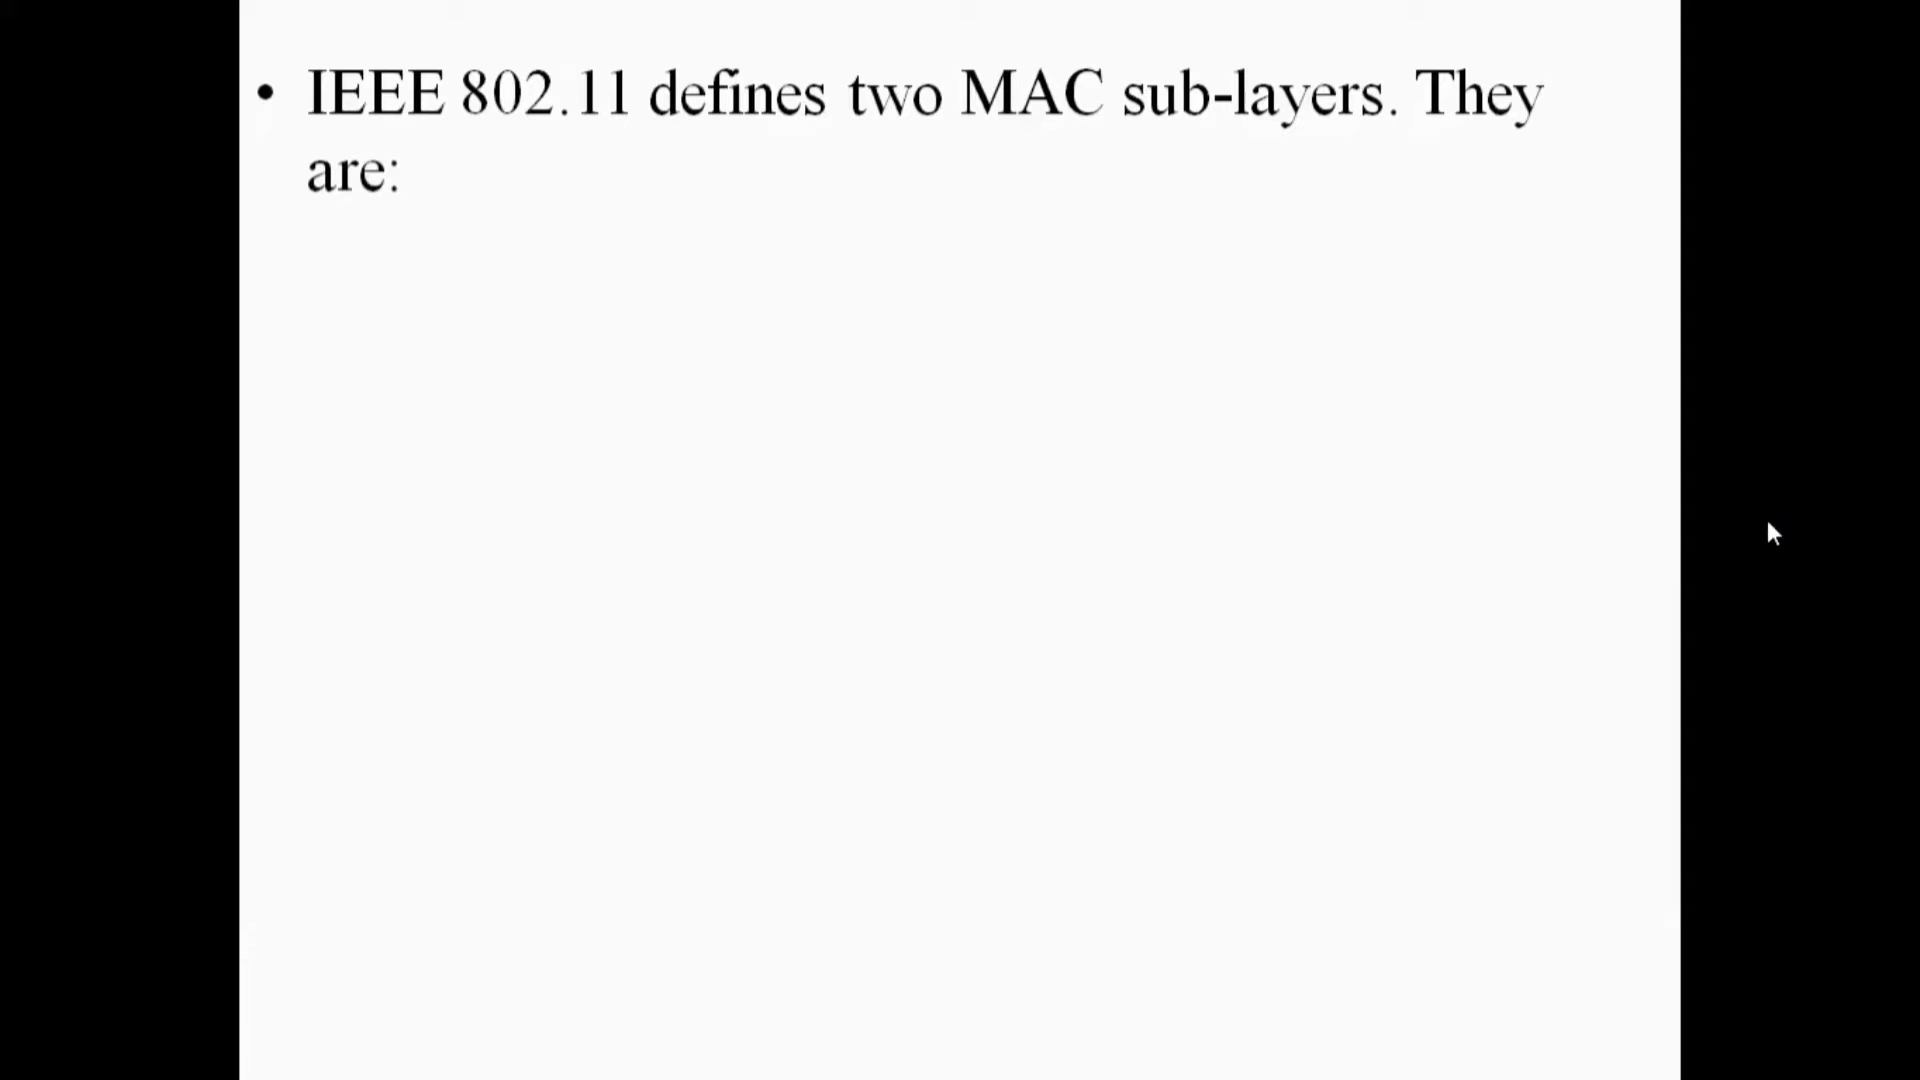 • IEEE 802.11 defines two MAC sub-layers. They
are: